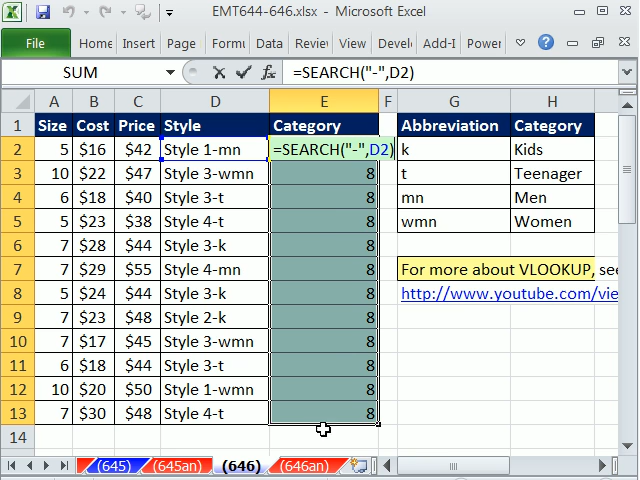 EMT644-646.xlsx - Microsoft Excel
File Home Insert Page Formi Review View Develo Add-I Power
SUM =SEARCH("-",D2)
A B C D E F G H
1 Size Cost Price Style Category Abbreviation Category
2 5 $16 $42 Style 1-mn =SEARCH("-",D2) k Kids
3 10 $22 $47 Style 3-wmn 8 t Teenager
4 6 $18 $40 Style 3-t 8 mn Men
5 5 $23 $38 Style 4-t 8 wmn Women
6 7 $28 $44 Style 3-k 8
7 7 $29 $55 Style 4-mn 8 For more about VLOOKUP, see
8 5 $24 $44 Style 3-k 8 http://www.youtube.com/vie
9 7 $23 $48 Style 2-k 8
10 7 $17 $45 Style 3-wmn 8
11 6 $18 $44 Style 3-t 8
12 10 $20 $50 Style 1-wmn 8
13 7 $30 $48 Style 4-t 8
14
(645) (645an) (646) (646an)